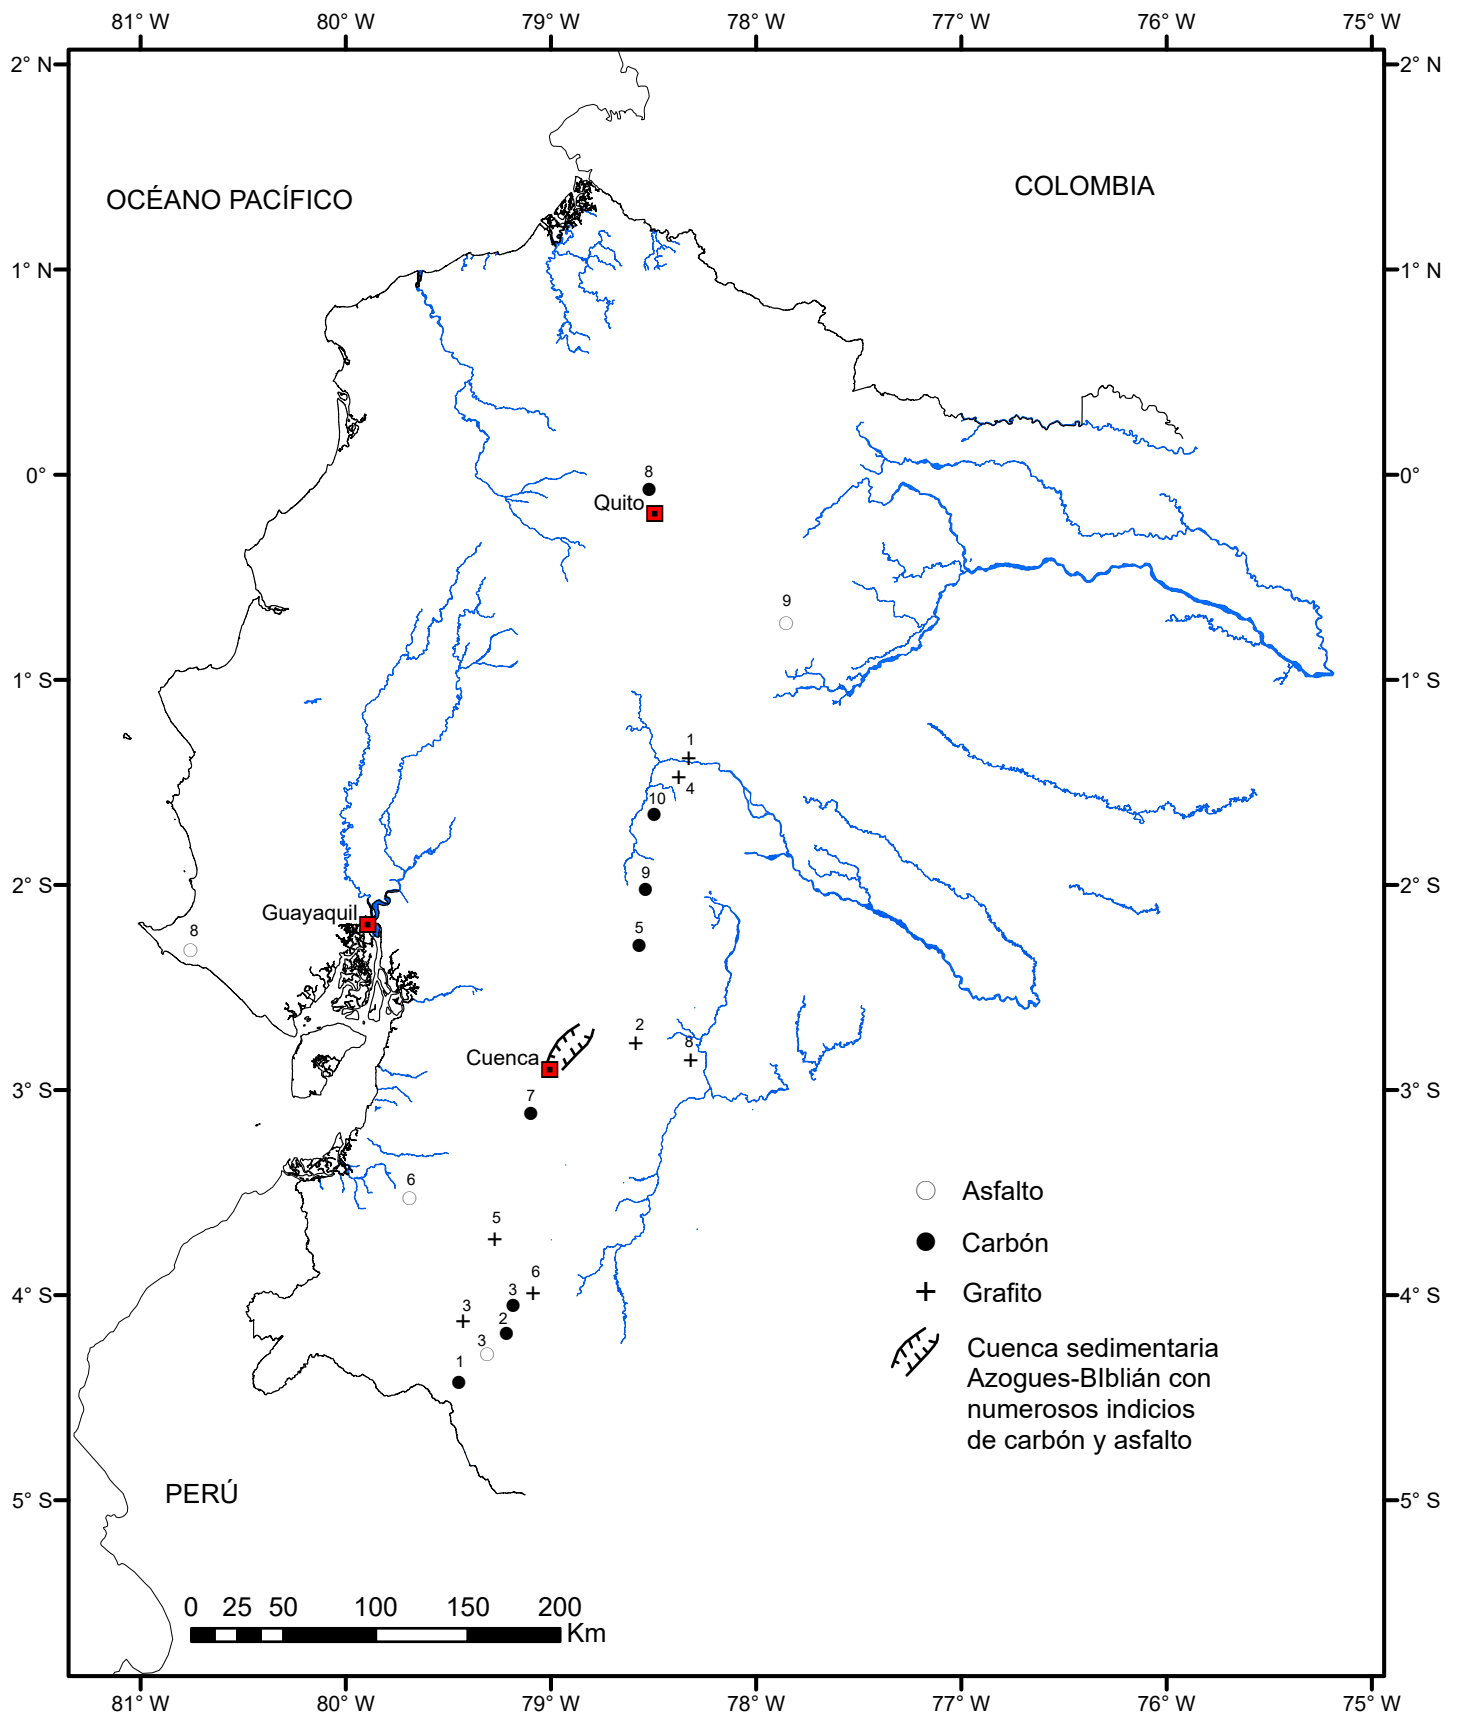 81° W 80° W 79° W 78° W 77° W 76° W 75° W
2° N 2° N
OCÉANO PACÍFICO
COLOMBIA
1° N 1° N
0° 0°
8
Quito
9
1° S 1° S
1
4
10
9
2° S 2° S
Guayaquil
8
5
2
8
Cuenca
3° S 3° S
7
6
5
Asfalto
Carbón
Grafito
6
3
3
4° S 4° S
2
3
1
Cuenca sedimentaria
Azogues-BIblián con
numerosos indicios
de carbón y asfalto
PERÚ
5° S 5° S
0 25 50 100 150 200
Km
81° W 80° W 79° W 78° W 77° W 76° W 75° W